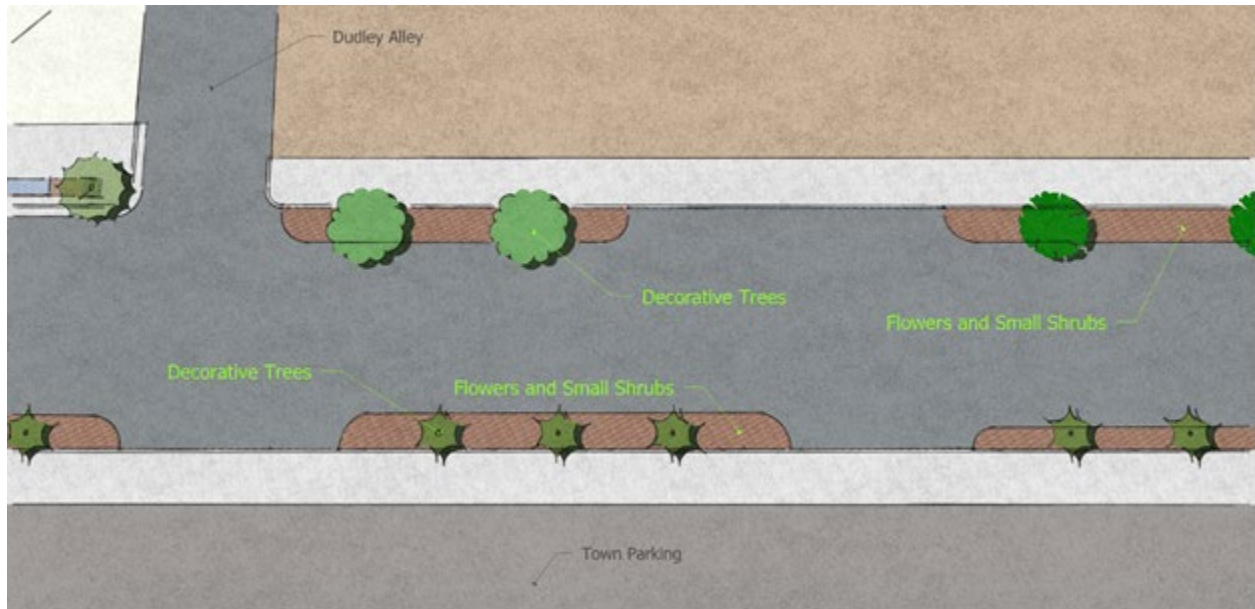 Dudley Alley
Decorative Trees
Flowers and Small Shrubs
Decorative Trees
Flowers and Small Shrubs
Town Parking